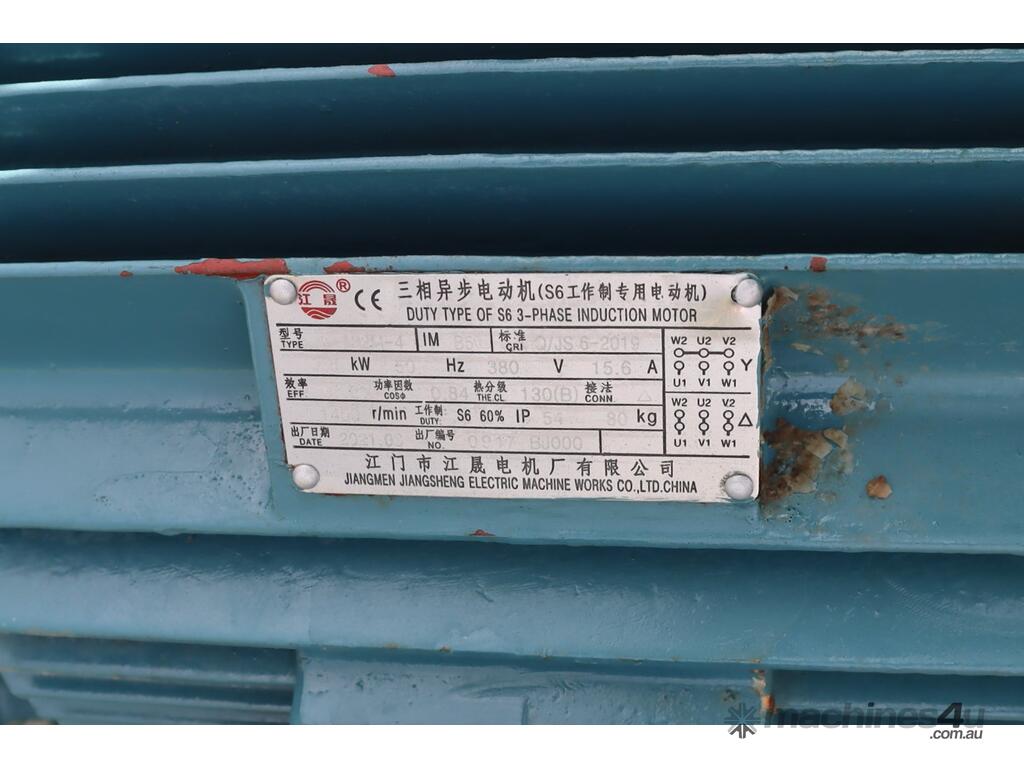 江晟 ® CE 三相异步电动机(S6工作制专用电动机)
DUTY TYPE OF S6 3-PHASE INDUCTION MOTOR
型号 TYPE IM 标准 CRI Q/JS 6-2019
kW 50 Hz 380 V 15.6 A
效率 EFF 功率因数 COSΦ 0.84 热分级 THE.CL 130(B) 接法 CONN △
r/min 工作制 DUTY: S6 60% IP 54 80 kg
出厂日期 DATE 出厂编号 NO.
W2 U2 V2
Y
U1 V1 W1
W2 U2 V2
△
U1 V1 W1
江门市江晟电机厂有限公司
JIANGMEN JIANGSHENG ELECTRIC MACHINE WORKS CO.,LTD.CHINA
machines4u
.com.au